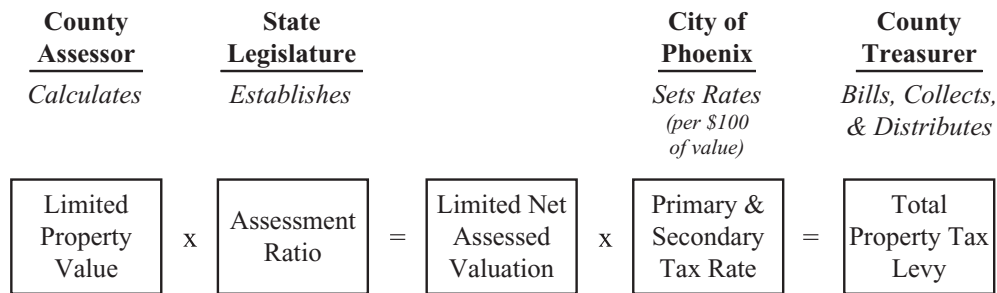 County
Assessor
Calculates
State
Legislature
Establishes
City of
Phoenix
Sets Rates
(per $100
of value)
County
Treasurer
Bills, Collects,
& Distributes
Limited
Property
Value
x
Assessment
Ratio
=
Limited Net
Assessed
Valuation
x
Primary &
Secondary
Tax Rate
=
Total
Property Tax
Levy